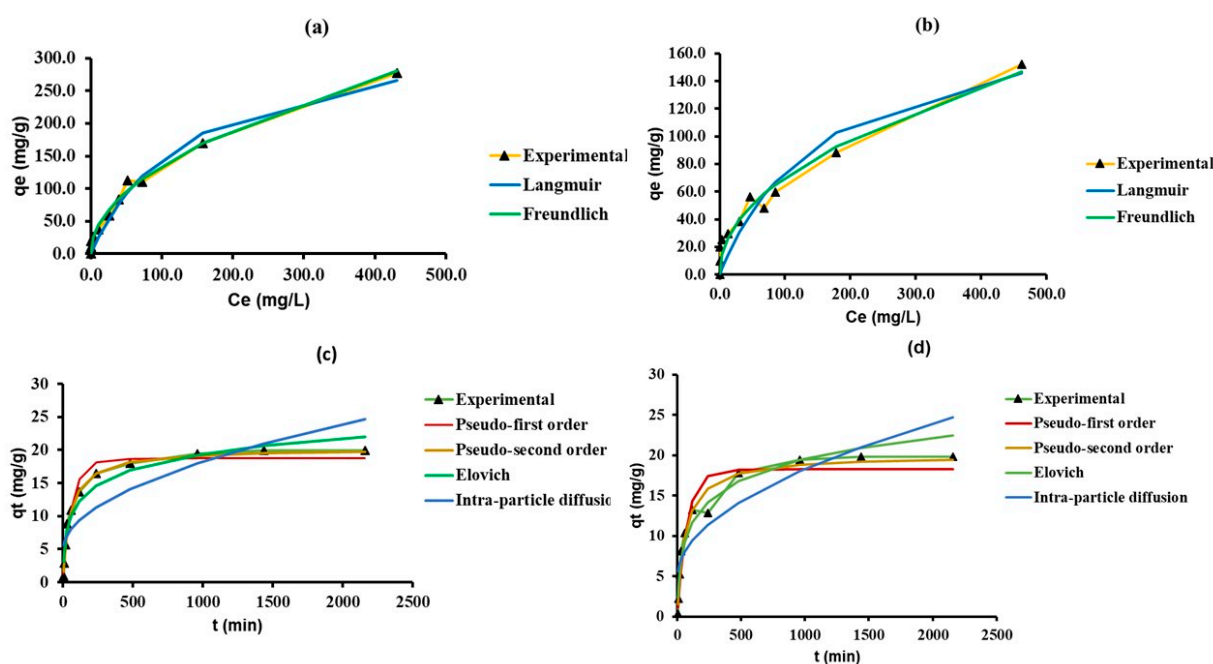 (a)
300.0
250.0
200.0
150.0
100.0
50.0
0.0
qe (mg/g)
0.0 100.0 200.0 300.0 400.0 500.0
Ce (mg/L)
Experimental
Langmuir
Freundlich
(b)
160.0
140.0
120.0
100.0
80.0
60.0
40.0
20.0
0.0
qe (mg/g)
0.0 100.0 200.0 300.0 400.0 500.0
Ce (mg/L)
Experimental
Langmuir
Freundlich
(c)
30
25
20
15
10
5
0
qt (mg/g)
0 500 1000 1500 2000 2500
t (min)
Experimental
Pseudo-first order
Pseudo-second order
Elovich
Intra-particle diffusion
(d)
30
25
20
15
10
5
0
qt (mg/g)
0 500 1000 1500 2000 2500
t (min)
Experimental
Pseudo-first order
Pseudo-second order
Elovich
Intra-particle diffusion